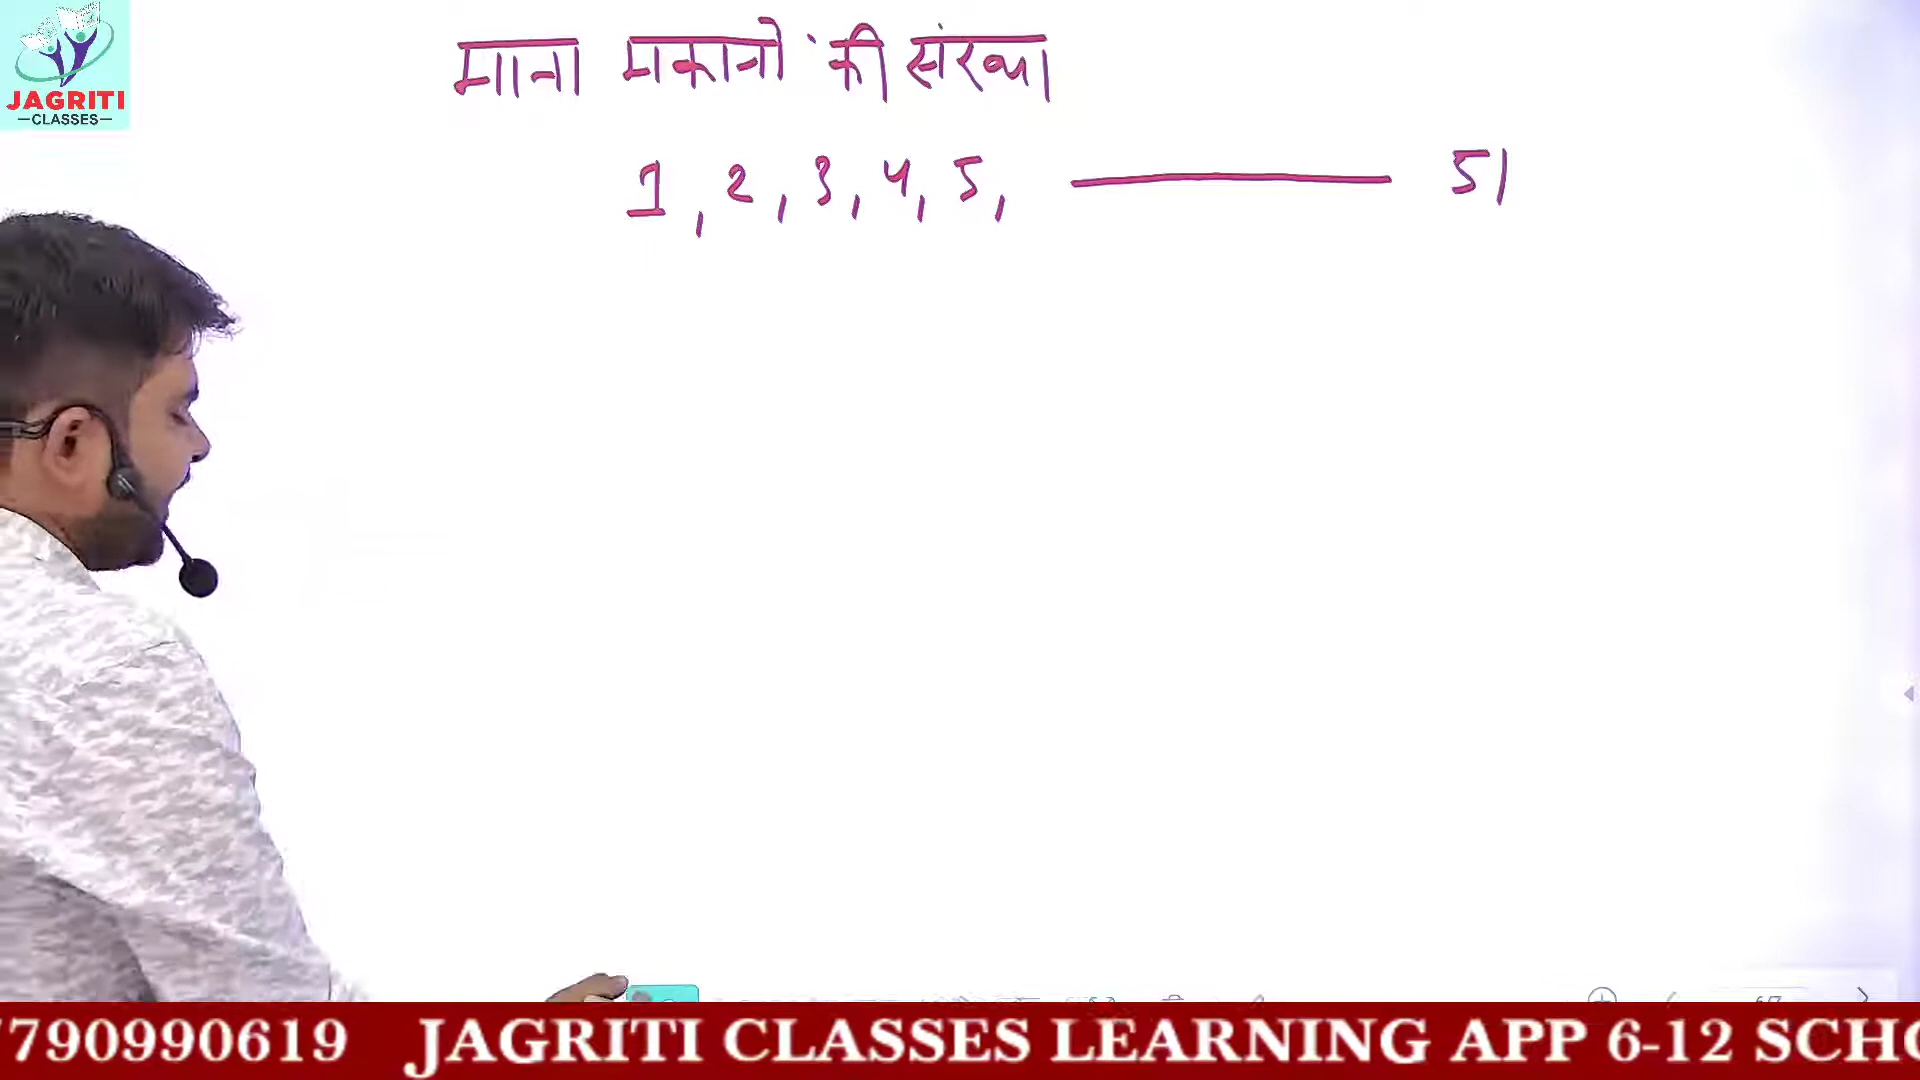 JAGRITI
CLASSES
माना मकानो की संख्या
1, 2, 3, 4, 5, ——— 51
790990619 JAGRITI CLASSES LEARNING APP 6-12 SCHO